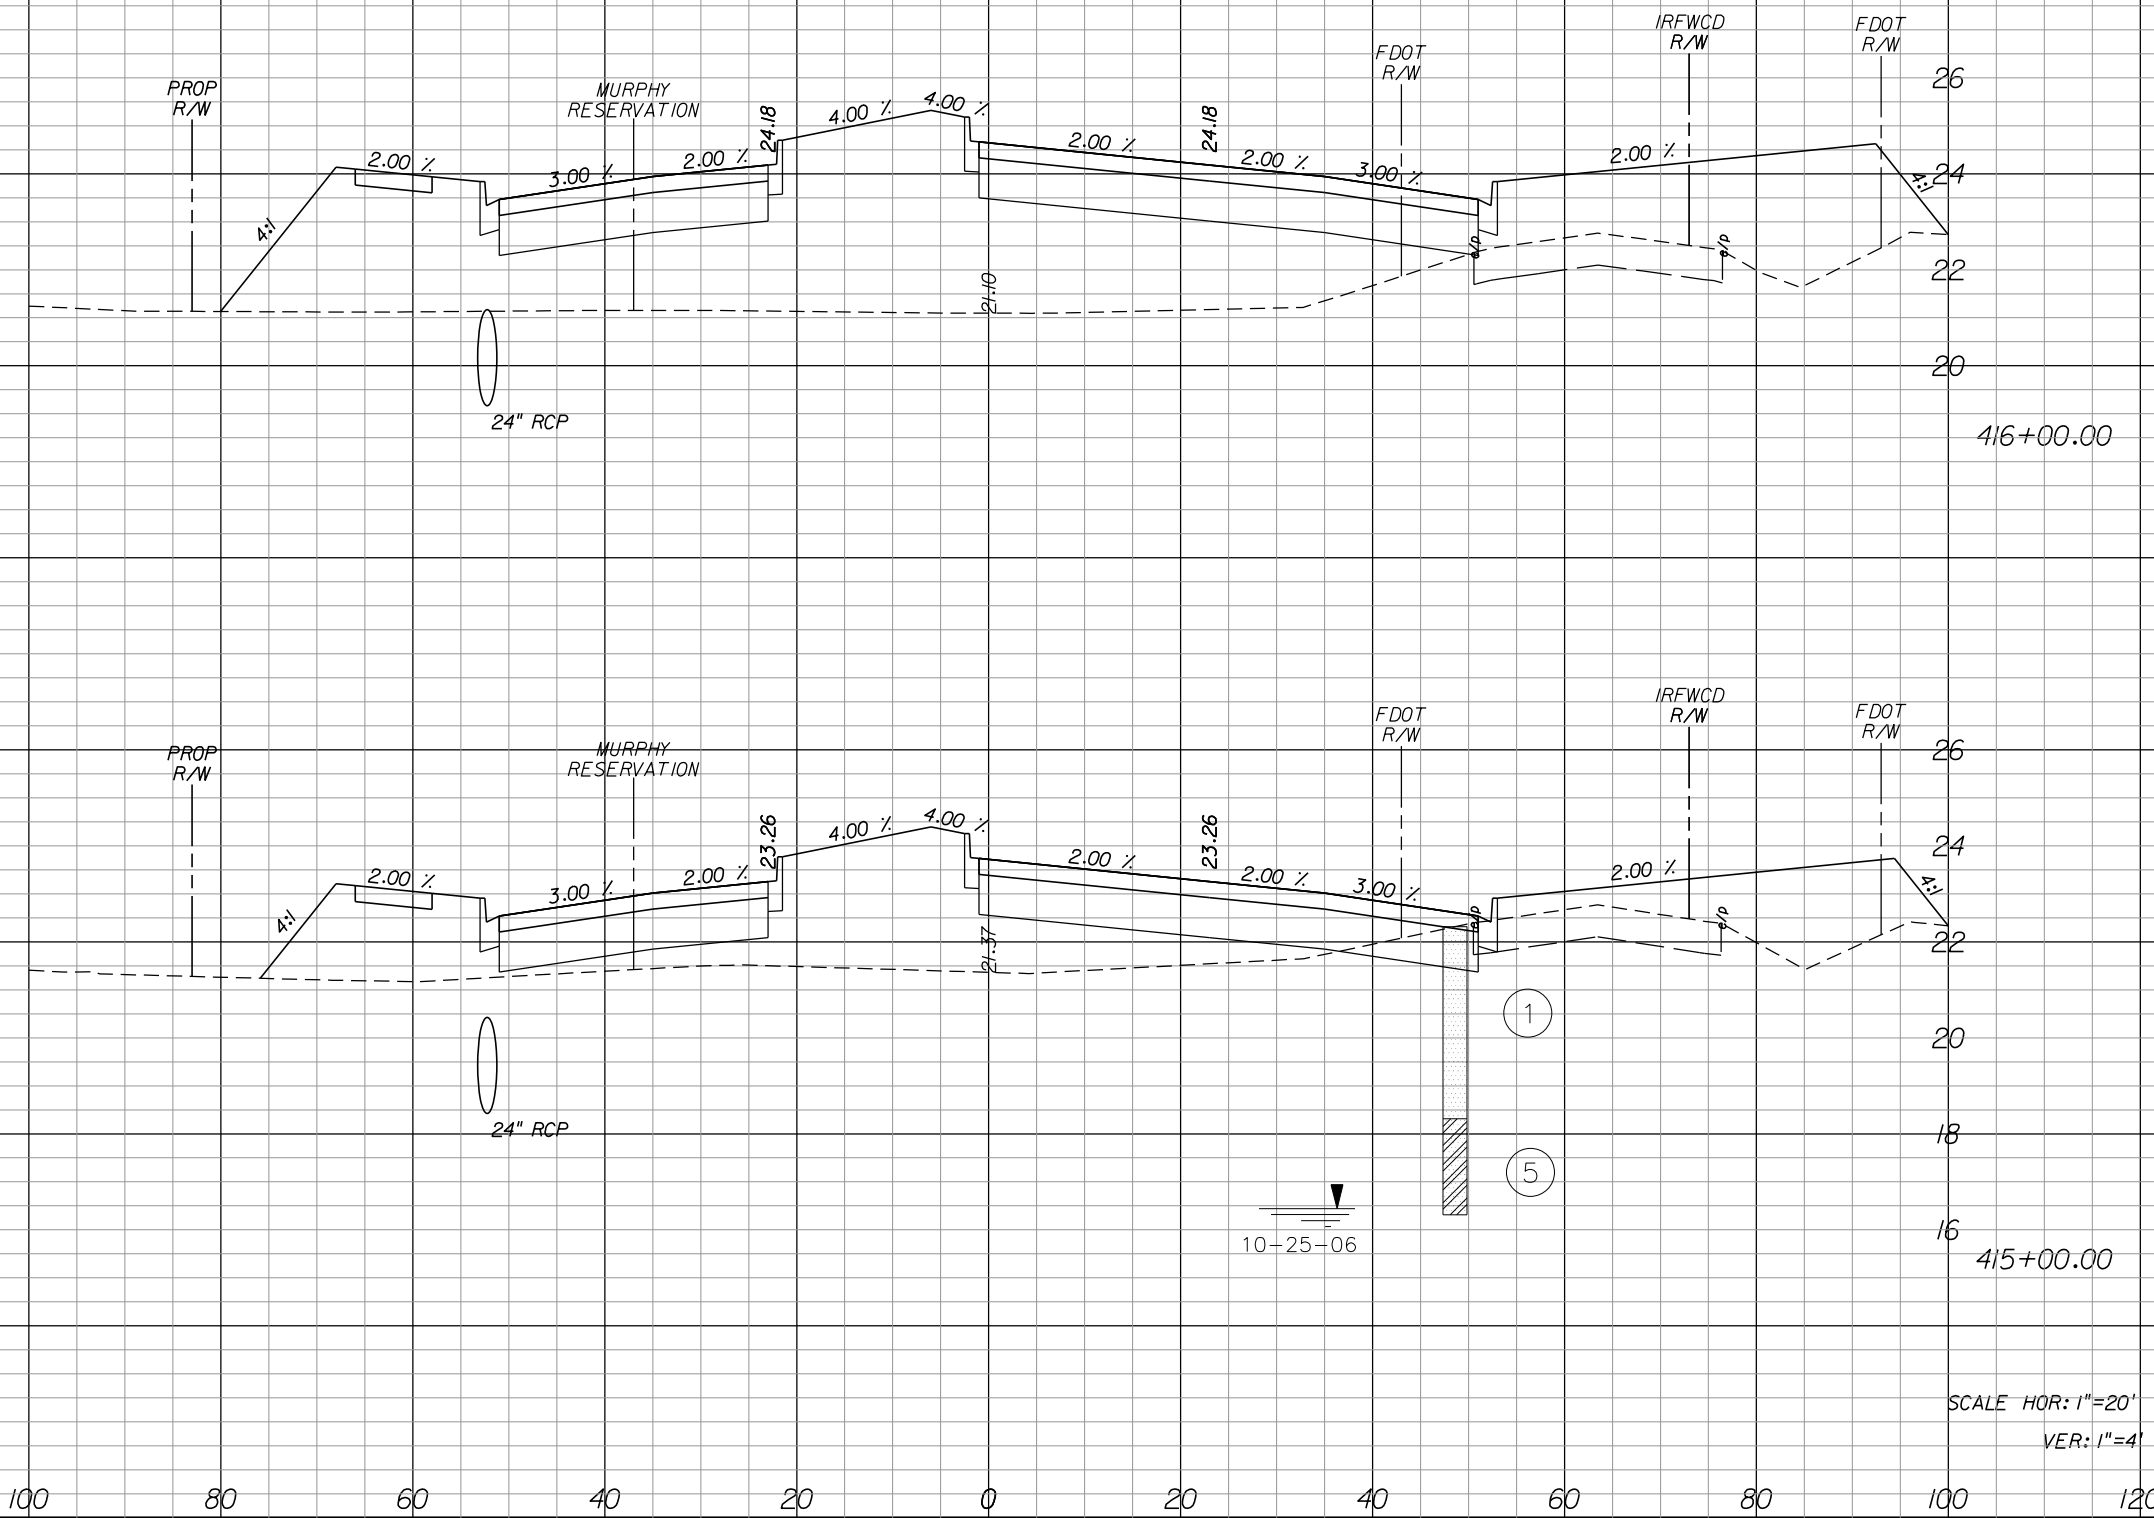 IRFWCD
R/W
FDOT
R/W
FDOT
R/W
26
PROP
R/W
MURPHY
RESERVATION
24.18
4.00 %
4.00 %
24.18
2.00 %
3.00 %
2.00 %
2.00 %
2.00 %
3.00 %
2.00 %
24
4:1
4:1
e/p
e/p
22
21.10
20
24" RCP
416+00.00
IRFWCD
R/W
FDOT
R/W
FDOT
R/W
26
PROP
R/W
MURPHY
RESERVATION
23.26
4.00 %
4.00 %
23.26
24
2.00 %
3.00 %
2.00 %
2.00 %
2.00 %
3.00 %
2.00 %
4:1
4:1
e/p
e/p
22
21.37
1
20
24" RCP
18
5
16
10-25-06
415+00.00
SCALE HOR: 1"=20'
VER: 1"=4'
100 80 60 40 20 0 20 40 60 80 100 120